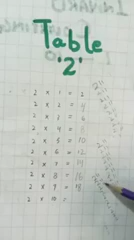 Table
'2'
2 × 1 = 2
2 × 2 = 4
2 × 3 = 6
2 × 4 = 8
2 × 5 = 10
2 × 6 = 12
2 × 7 = 14
2 × 8 = 16
2 × 9 = 18
2 × 10 =